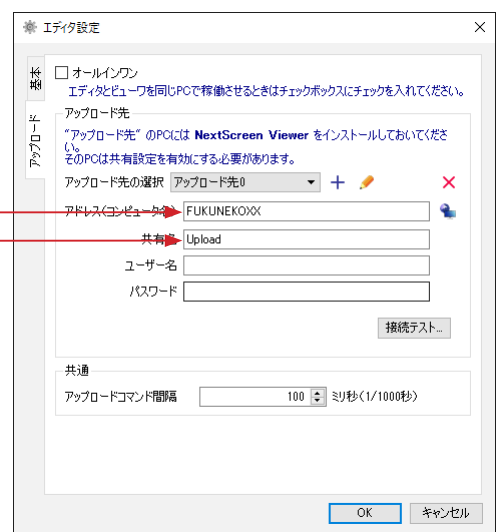 エディタ設定
基本
アップロード
オールインワン
エディタとビューワを同じPCで稼働させるときはチェックボックスにチェックを入れてください。
アップロード先
"アップロード先" のPCには NextScreen Viewer をインストールしておいてくださ
い。
そのPCは共有設定を有効にする必要があります。
アップロード先の選択 アップロード先0
アドレス(コンピュータ名) FUKUNEKOXX
共有名 Upload
ユーザー名
パスワード
接続テスト...
共通
アップロードコマンド間隔 100 ミリ秒(1/1000秒)
OK キャンセル